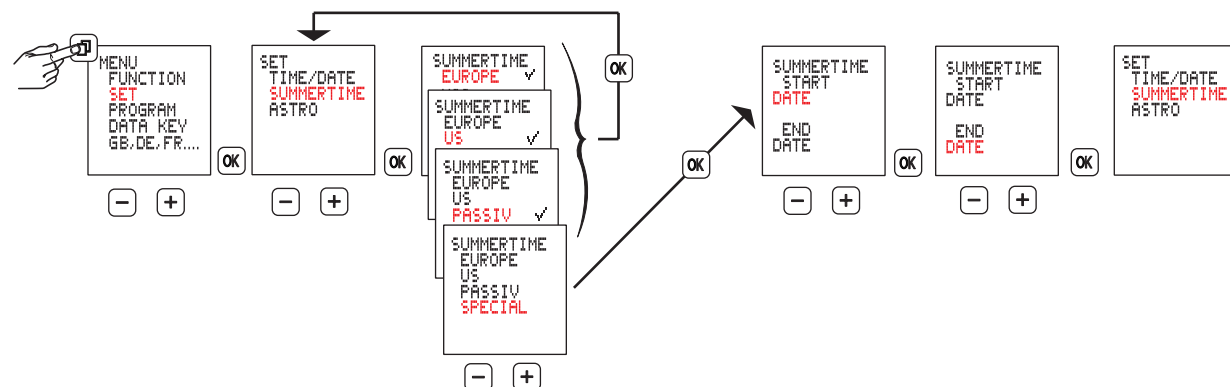 MENU
FUNCTION
SET
PROGRAM
DATA KEY
GB,DE,FR....
OK
- +
SET
TIME/DATE
SUMMERTIME
ASTRO
OK
- +
SUMMERTIME
EUROPE ✓
SUMMERTIME
EUROPE
US ✓
SUMMERTIME
EUROPE
US
PASSIV ✓
SUMMERTIME
EUROPE
US
PASSIV
SPECIAL
- +
OK
OK
SUMMERTIME
START
DATE
END
DATE
- +
OK
SUMMERTIME
START
DATE
END
DATE
- +
OK
SET
TIME/DATE
SUMMERTIME
ASTRO